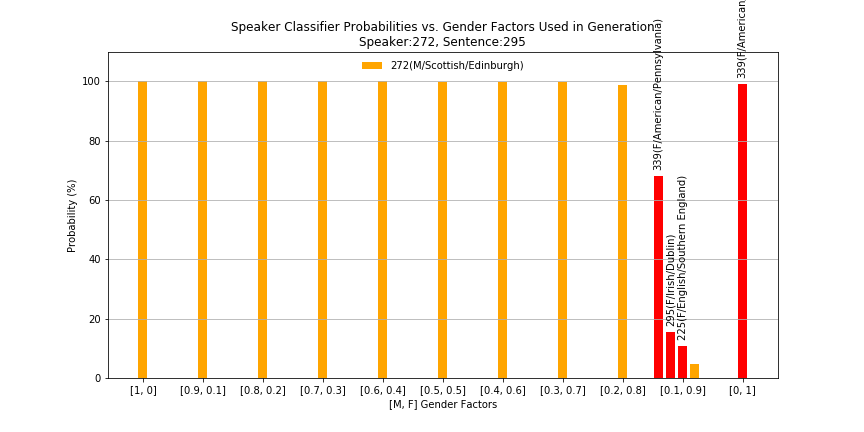 Speaker Classifier Probabilities vs. Gender Factors Used in Generation
Speaker:272, Sentence:295
272(M/Scottish/Edinburgh)
Probability (%)
100
80
60
40
20
0
339(F/American/Pennsylvania)
295(F/Irish/Dublin)
225(F/English/Southern England)
339(F/American
[1, 0]
[0.9, 0.1]
[0.8, 0.2]
[0.7, 0.3]
[0.6, 0.4]
[0.5, 0.5]
[0.4, 0.6]
[0.3, 0.7]
[0.2, 0.8]
[0.1, 0.9]
[0, 1]
[M, F] Gender Factors